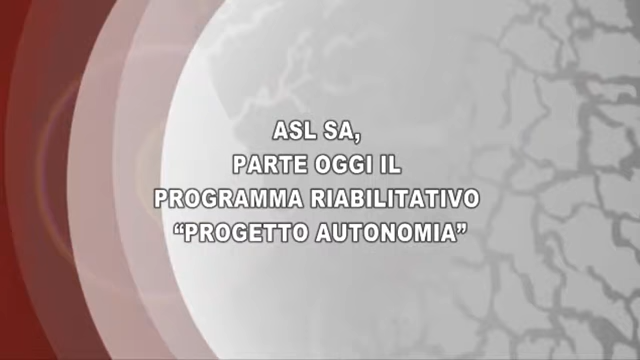 ASL SA,
PARTE OGGI IL
PROGRAMMA RIABILITATIVO
“PROGETTO AUTONOMIA”